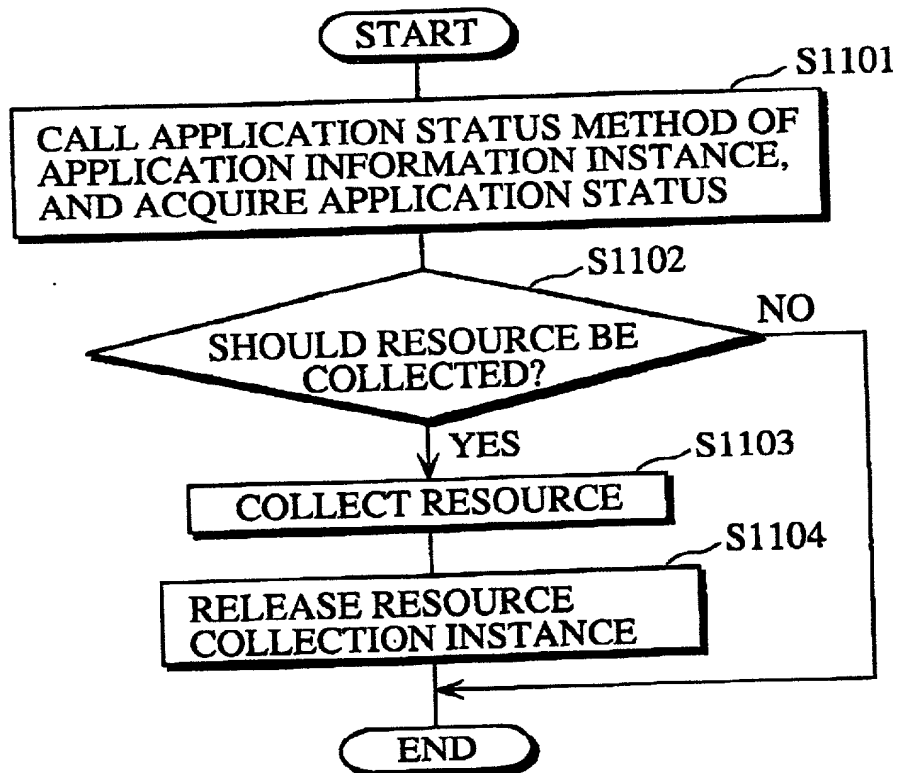 START
S1101
CALL APPLICATION STATUS METHOD OF
APPLICATION INFORMATION INSTANCE,
AND ACQUIRE APPLICATION STATUS
S1102
NO
SHOULD RESOURCE BE
COLLECTED?
YES
S1103
COLLECT RESOURCE
S1104
RELEASE RESOURCE
COLLECTION INSTANCE
END